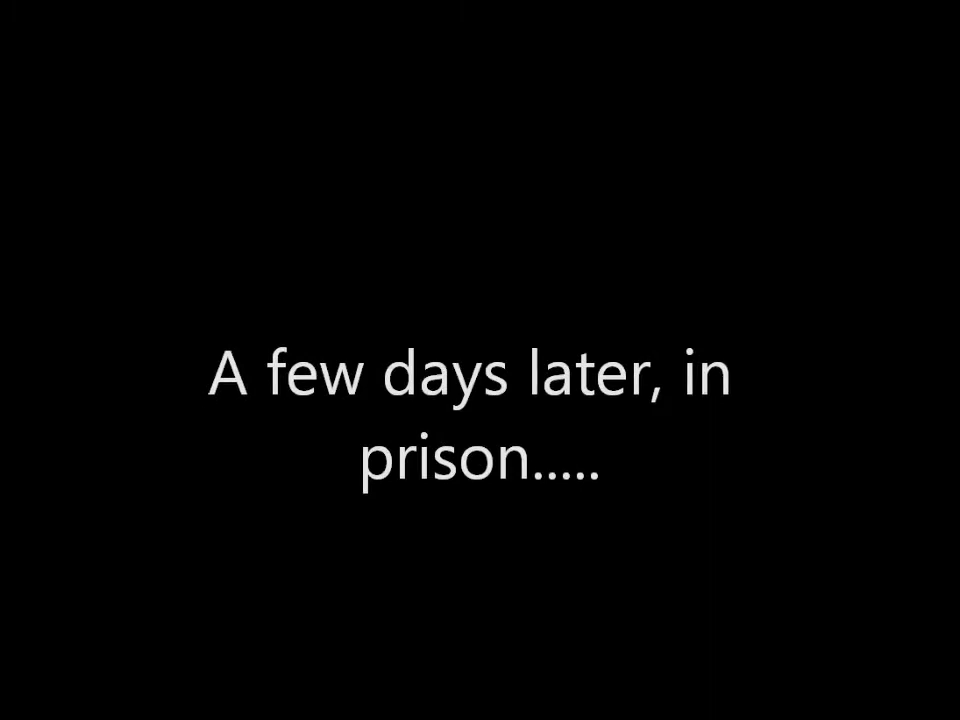 A few days later, in
prison.....